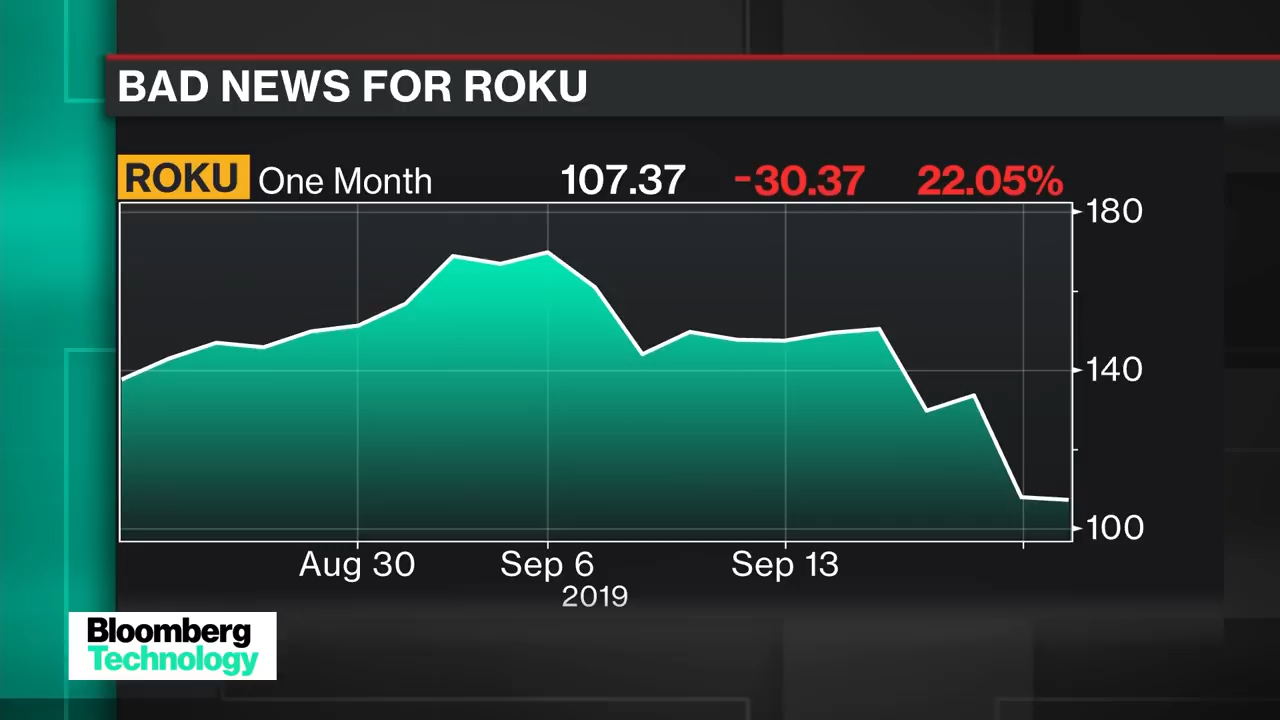 BAD NEWS FOR ROKU
ROKU One Month 107.37 -30.37 22.05%
180
140
100
Aug 30 Sep 6 Sep 13
2019
Bloomberg
Technology